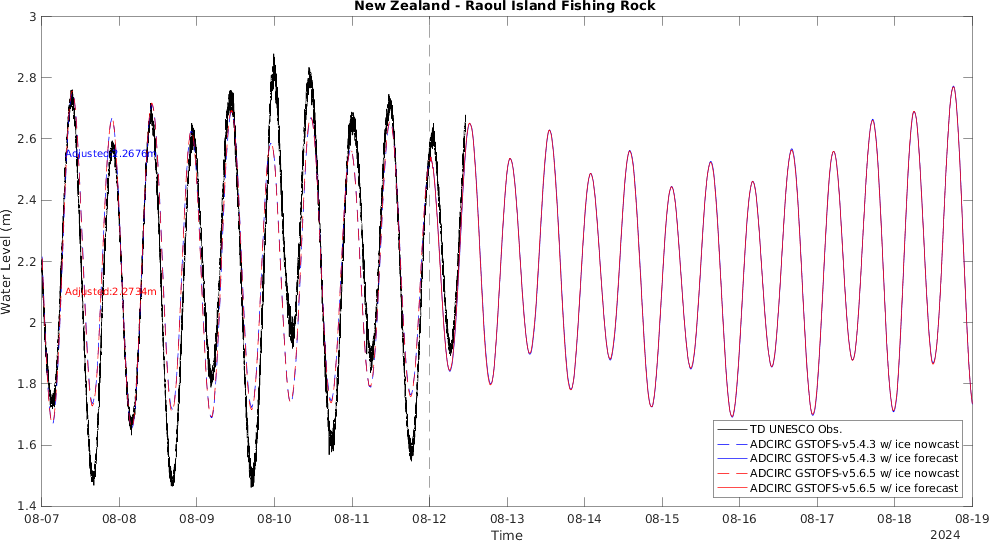 New Zealand - Raoul Island Fishing Rock
3
2.8
2.6
2.4
2.2
2
1.8
1.6
1.4
Water Level (m)
Adjusted:2.2676m
Adjusted:2.2734m
TD UNESCO Obs.
ADCIRC GSTOFS-v5.4.3 w/ ice nowcast
ADCIRC GSTOFS-v5.4.3 w/ ice forecast
ADCIRC GSTOFS-v5.6.5 w/ ice nowcast
ADCIRC GSTOFS-v5.6.5 w/ ice forecast
08-07 08-08 08-09 08-10 08-11 08-12 08-13 08-14 08-15 08-16 08-17 08-18 08-19
Time
2024